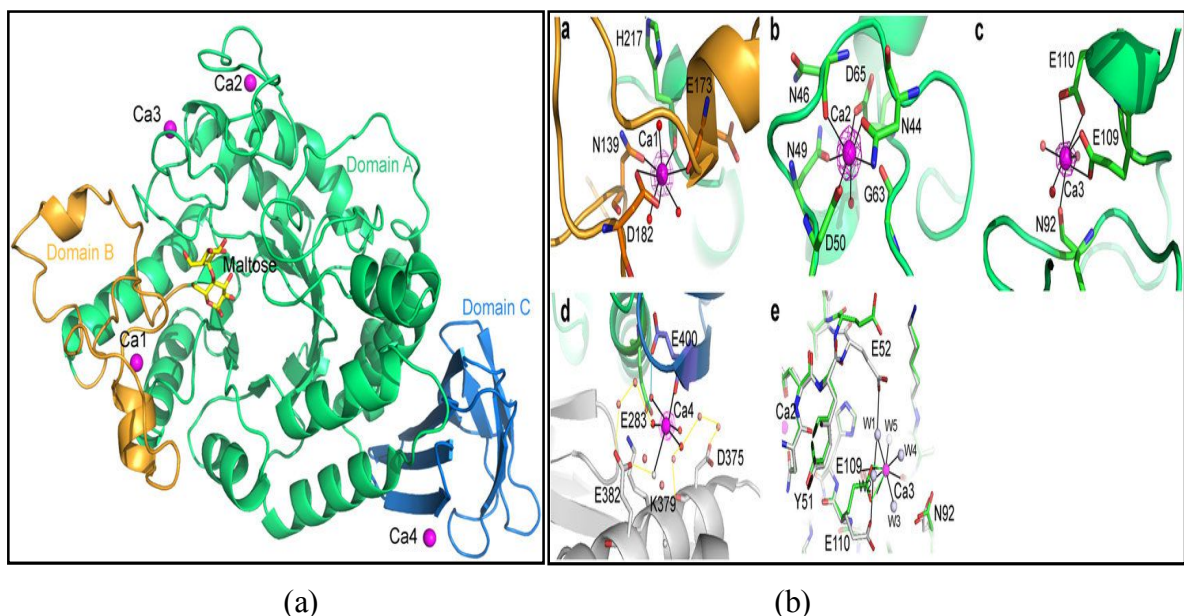 Ca2
Ca3
Domain A
Domain B
Maltose
Ca1
Domain C
Ca4
(a)
a
H217
E173
Ca1
N139
D182
b
D65
N46
Ca2
N44
N49
G63
D50
c
E110
E109
Ca3
N92
d
E400
Ca4
E283
D375
E382
K379
e
E52
Ca2
W1
W5
W4
E109
W2
Ca3
Y51
W3
N92
E110
(b)